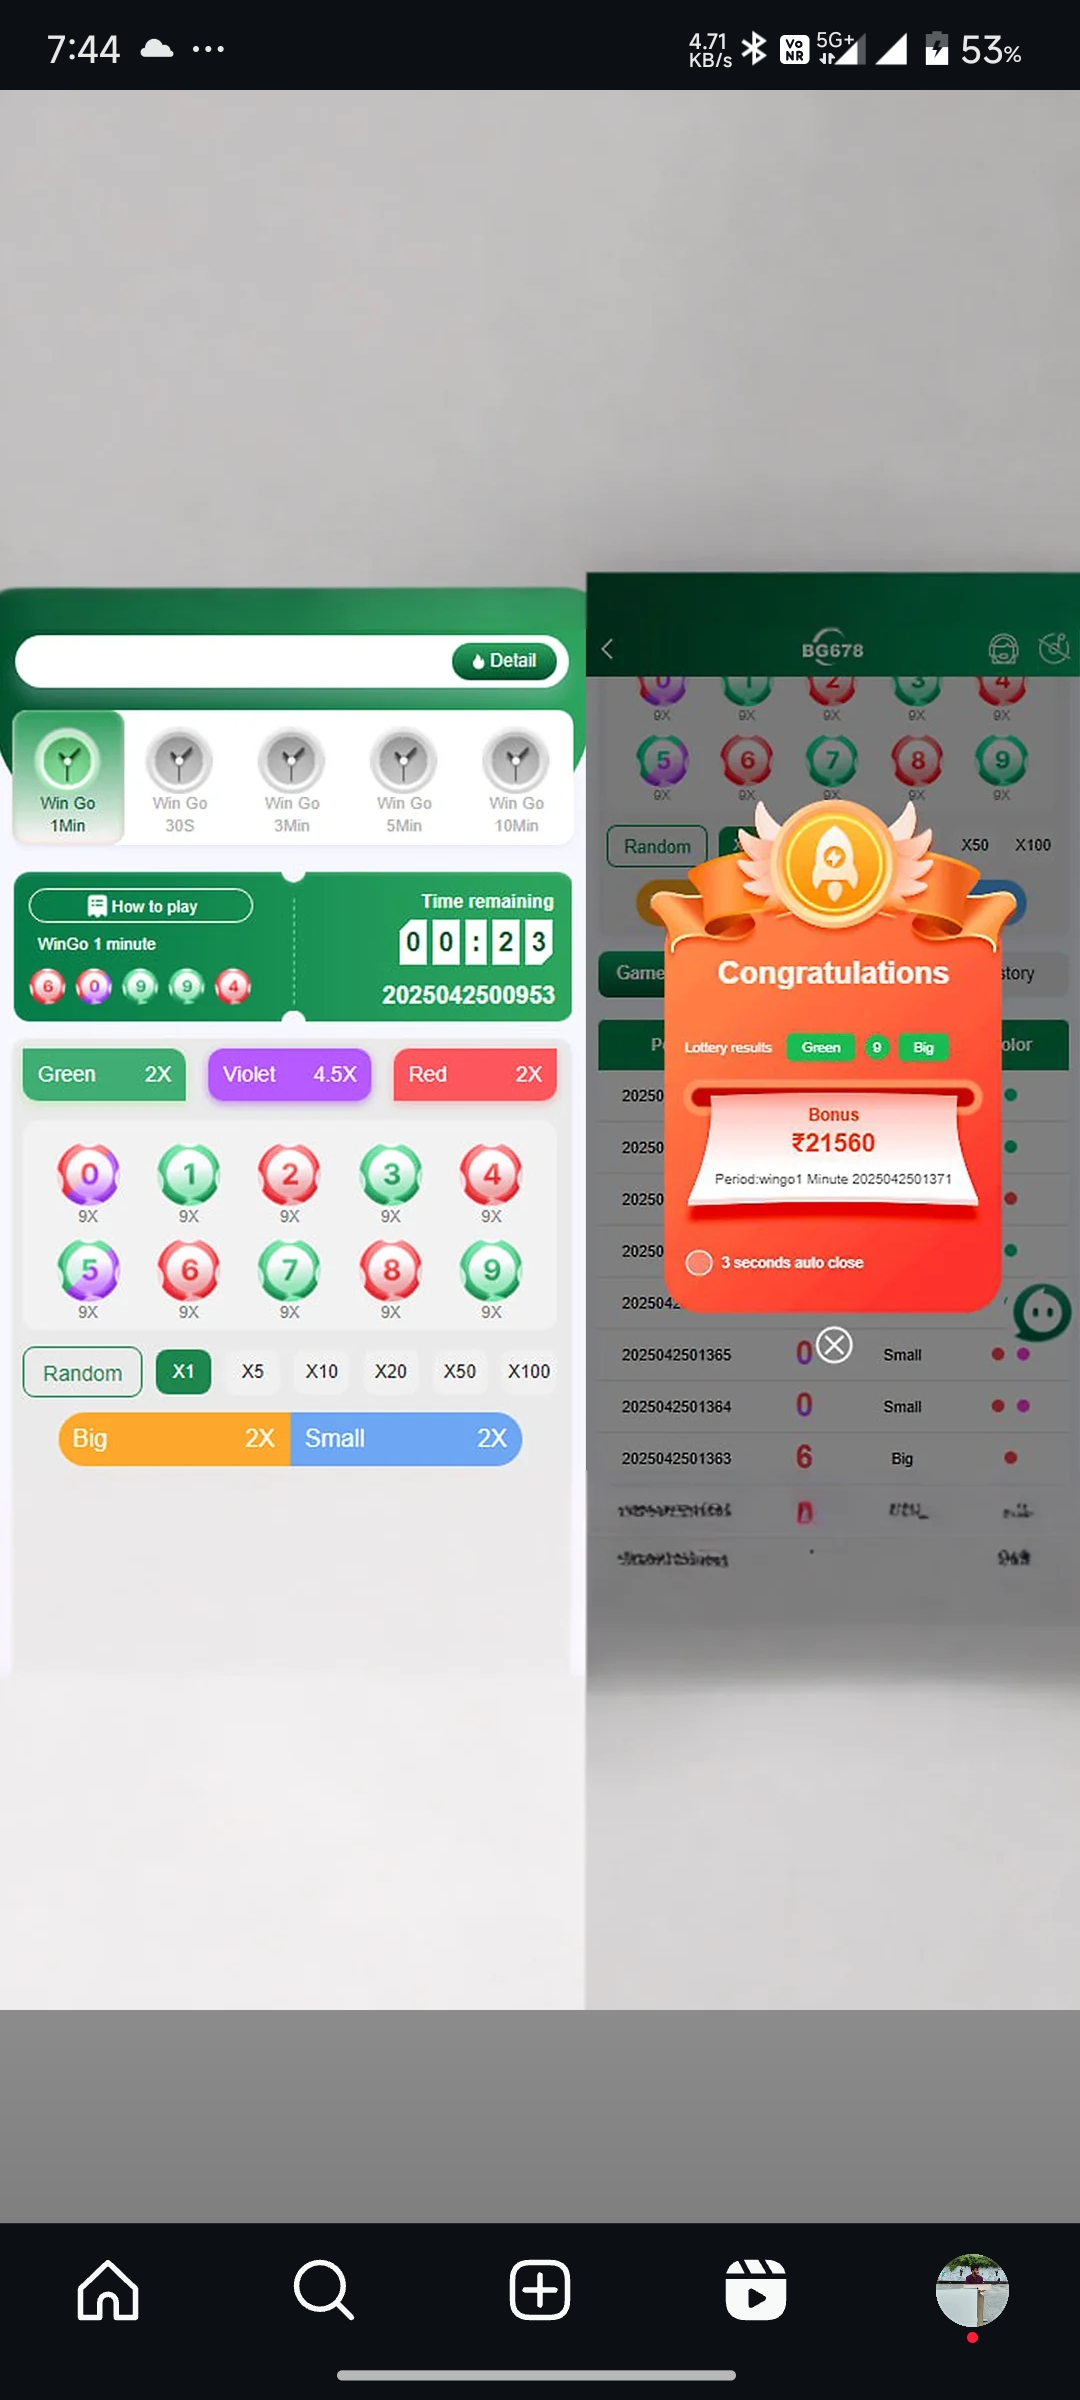 7:44
4.71 KB/s
Vo NR
5G+
53%
Detail
Win Go 1Min
Win Go 30S
Win Go 3Min
Win Go 5Min
Win Go 10Min
How to play
WinGo 1 minute
6 0 9 9 4
Time remaining
00:23
2025042500953
Green 2X
Violet 4.5X
Red 2X
0 1 2 3 4
9X 9X 9X 9X 9X
5 6 7 8 9
9X 9X 9X 9X 9X
Random X1 X5 X10 X20 X50 X100
Big 2X Small 2X
BG678
0 1 2 3 4
9X 9X 9X 9X 9X
5 6 7 8 9
9X 9X 9X 9X 9X
Random X50 X100
Congratulations
Game story
Lottery results Green 9 Big
P olor
20250
Bonus
20250
₹21560
Period:wingo1 Minute 2025042501371
20250
20250
3 seconds auto close
202504
2025042501365 0 Small
2025042501364 0 Small
2025042501363 6 Big